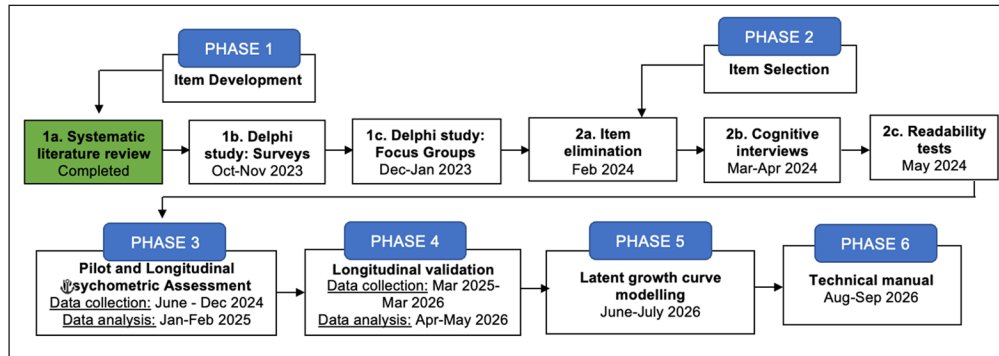 PHASE 1
Item Development
PHASE 2
Item Selection
1a. Systematic
literature review
Completed
1b. Delphi
study: Surveys
Oct-Nov 2023
1c. Delphi study:
Focus Groups
Dec-Jan 2023
2a. Item
elimination
Feb 2024
2b. Cognitive
interviews
Mar-Apr 2024
2c. Readability
tests
May 2024
PHASE 3
Pilot and Longitudinal
Psychometric Assessment
Data collection: June - Dec 2024
Data analysis: Jan-Feb 2025
PHASE 4
Longitudinal validation
Data collection: Mar 2025-
Mar 2026
Data analysis: Apr-May 2026
PHASE 5
Latent growth curve
modelling
June-July 2026
PHASE 6
Technical manual
Aug-Sep 2026